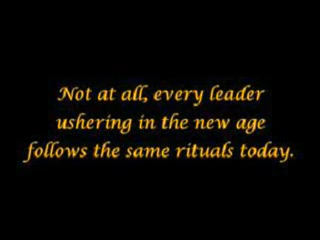 Not at all, every leader
ushering in the new age
follows the same rituals today.